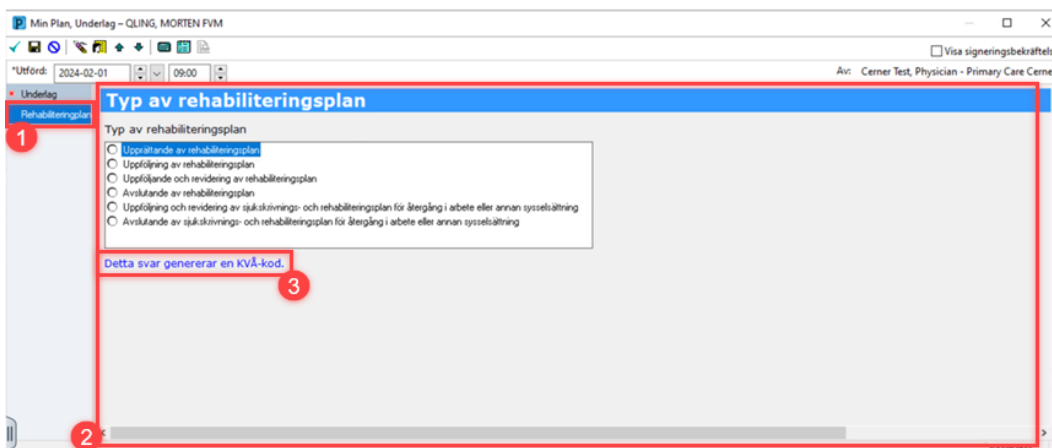 Min Plan, Underlag – QLING, MORTEN FVM
Visa signeringsbekräftels
*Utförd: 2024-02-01 09:00 Av: Cerner Test, Physician - Primary Care Cerne
Underlag
Rehabiliteringplan
1
Typ av rehabiliteringsplan
Typ av rehabiliteringsplan
Upprättande av rehabiliteringsplan
Uppföljning av rehabiliteringsplan
Uppföljande och revidering av rehabiliteringsplan
Avslutande av rehabiliteringsplan
Uppföljning och revidering av sjukskrivnings- och rehabiliteringsplan för återgång i arbete eller annan sysselsättning
Avslutande av sjukskrivnings- och rehabiliteringsplan för återgång i arbete eller annan sysselsättning
Detta svar genererar en KVÅ-kod.
3
2